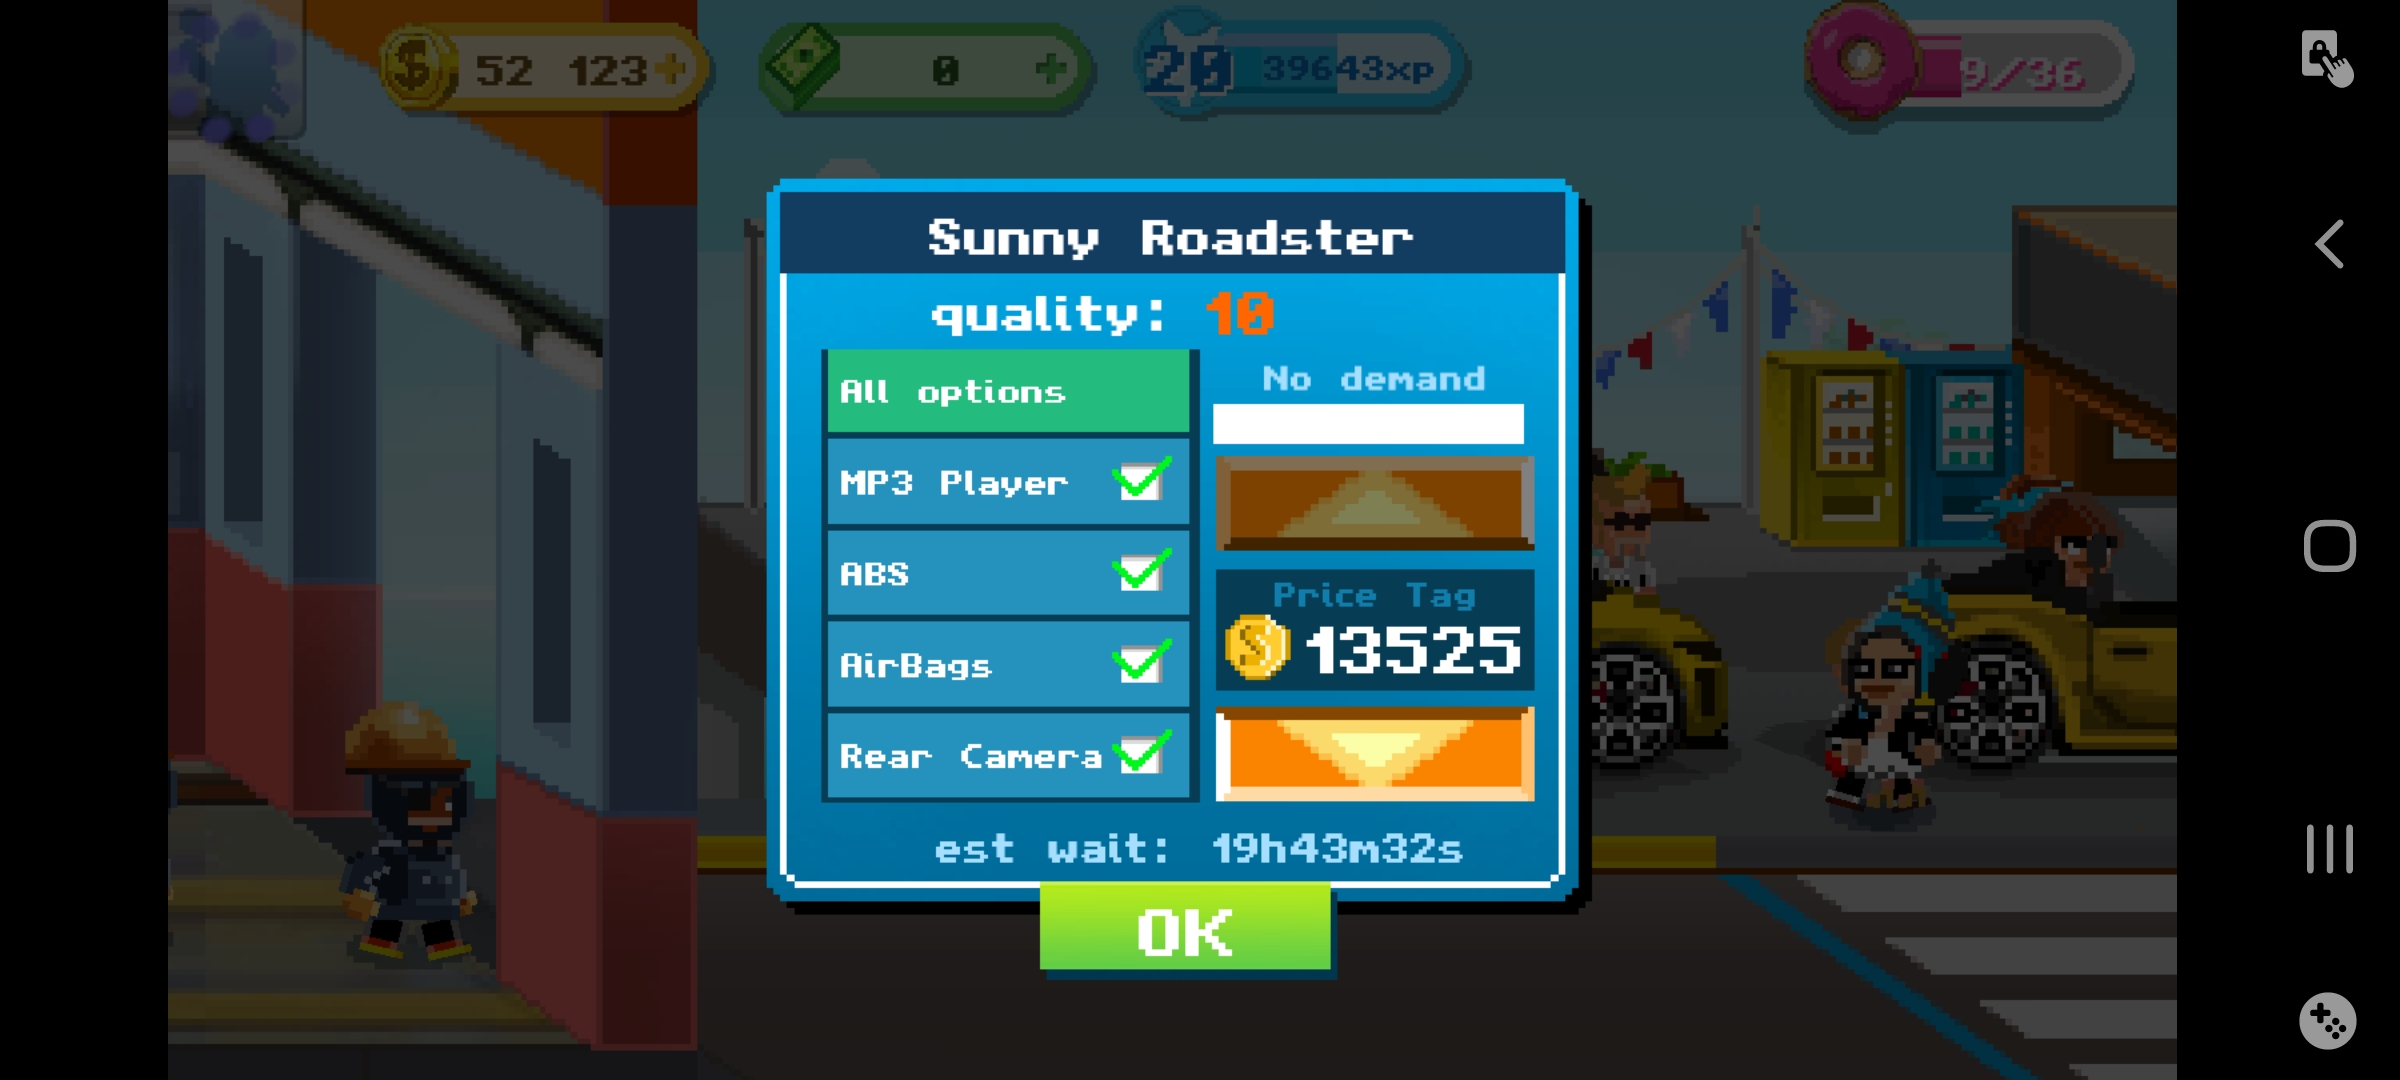 52 123
0
20 39643xp
9/36
Sunny Roadster
quality: 10
All options
No demand
MP3 Player
ABS
Price Tag
13525
AirBags
Rear Camera
est wait: 19h43m32s
OK